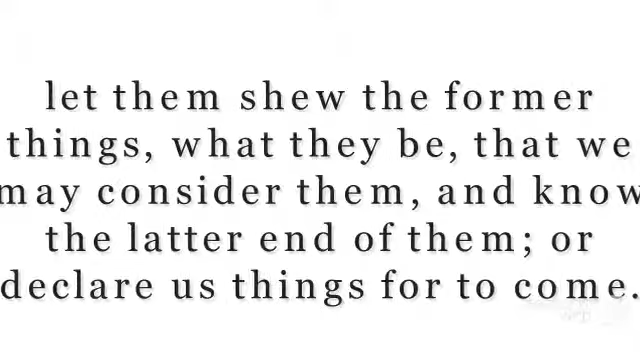 let them shew the former
things, what they be, that we
may consider them, and know
the latter end of them; or
declare us things for to come.